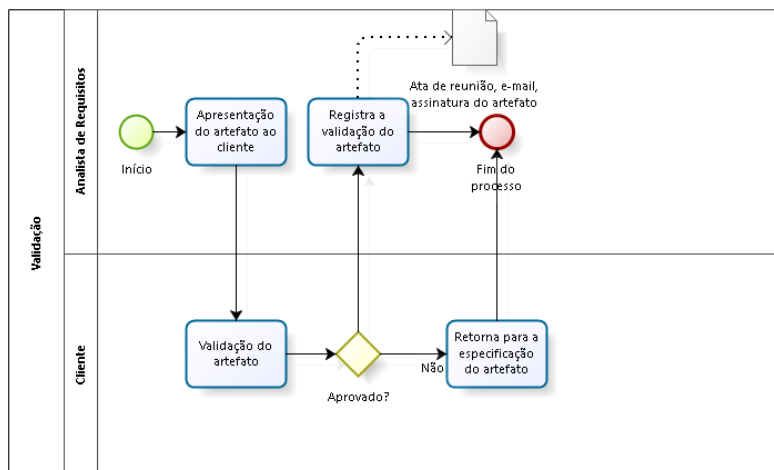 Validação
Analista de Requisitos
Início
Apresentação
do artefato ao
cliente
Registra a
validação do
artefato
Ata de reunião, e-mail,
assinatura do artefato
Fim do
processo
Cliente
Validação do
artefato
Aprovado?
Não
Retorna para a
especificação
do artefato